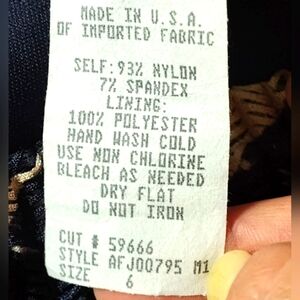 MADE IN U.S.A.
OF IMPORTED FABRIC
SELF: 93% NYLON
7% SPANDEX
LINING:
100% POLYESTER
HAND WASH COLD
USE NON CHLORINE
BLEACH AS NEEDED
DRY FLAT
DO NOT IRON
CUT # 59666
STYLE AFJ00795 M1
SIZE 6